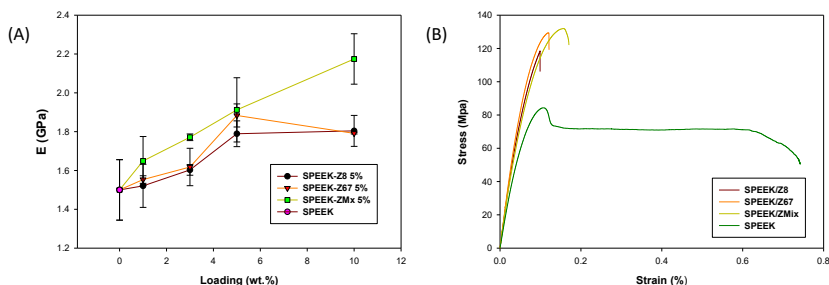 (A)
E (GPa)
2.4
2.2
2.0
1.8
1.6
1.4
1.2
0 2 4 6 8 10 12
Loading (wt.%)
SPEEK-Z8 5%
SPEEK-Z67 5%
SPEEK-ZMx 5%
SPEEK
(B)
Stress (Mpa)
140
120
100
80
60
40
20
0
0.0 0.2 0.4 0.6 0.8
Strain (%)
SPEEK/Z8
SPEEK/Z67
SPEEK/ZMix
SPEEK